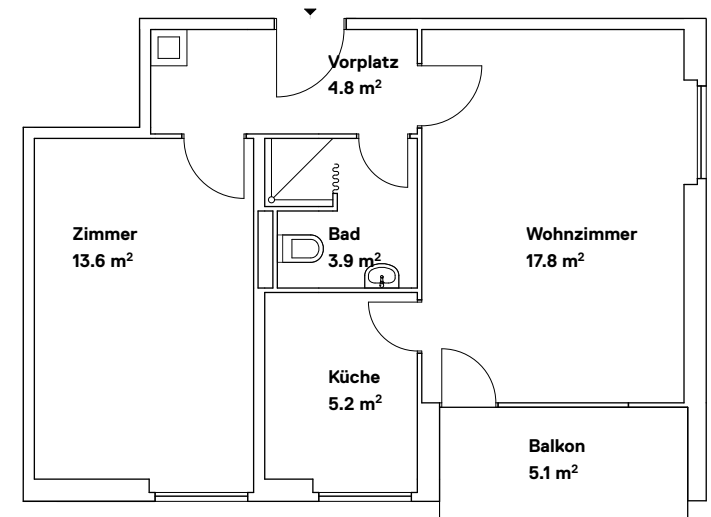 Vorplatz
4.8 m²
Zimmer
13.6 m²
Bad
3.9 m²
Wohnzimmer
17.8 m²
Küche
5.2 m²
Balkon
5.1 m²